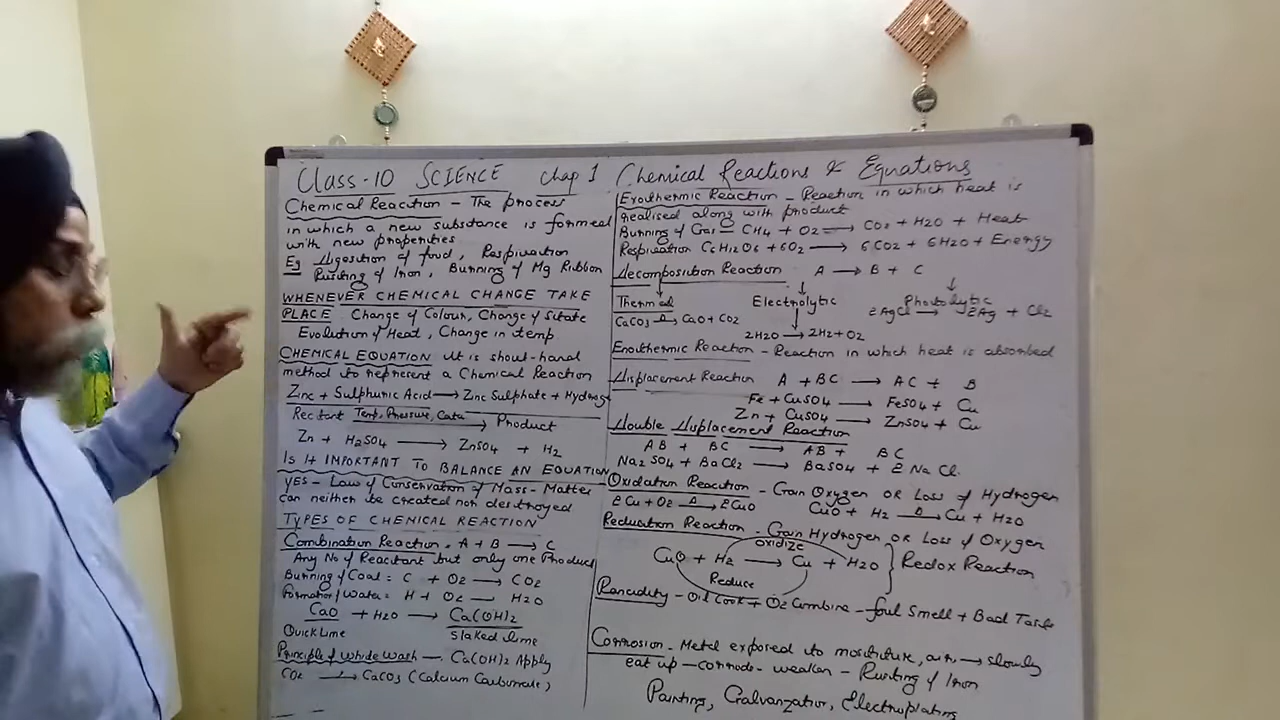 Class-10 SCIENCE Chap 1 Chemical Reactions & Equations
Chemical Reaction - The process
in which a new substance is formed
with new properties
Eg Digestion of food, Respiration
Rusting of Iron, Burning of Mg Ribbon
WHENEVER CHEMICAL CHANGE TAKE
PLACE Change of Colour, Change of State
Evolution of Heat, Change in temp
CHEMICAL EQUATION It is short-hand
method to represent a Chemical Reaction
Zinc + Sulphuric Acid → Zinc Sulphate + Hydrogen
Rectant Temp, Pressure, Cata → Product
Zn + H2SO4 → ZnSO4 + H2
Is it IMPORTANT TO BALANCE AN EQUATION
YES - Law of Conservation of Mass - Matter
can neither be created nor destroyed
TYPES OF CHEMICAL REACTION
Combination Reaction. A + B → C
Any No of Reactant but only one Product
Burning of Coal = C + O2 → CO2
Formation/Water = H + O2 → H2O
CaO + H2O → Ca(OH)2
Quick Lime slaked lime
Principle of White Wash — Ca(OH)2 Apply
CO2 → CaCO3 (Calcium Carbonate)
Exothermic Reaction - Reaction in which heat is
realised along with product
Burning of Gas = CH4 + O2 → CO2 + H2O + Heat
Respiration C6H12O6 + 6O2 → 6CO2 + 6H2O + Energy
Decomposition Reaction A → B + C
Thermal Electrolytic Photolytic
CaCO3 Δ→ CaO + CO2 2AgCl → 2Ag + Cl2
2H2O → 2H2 + O2
Enothermic Reaction - Reaction in which heat is absorbed
Displacement Reaction A + BC → AC + B
Fe + CuSO4 → FeSO4 + Cu
Zn + CuSO4 → ZnSO4 + Cu
Double Displacement Reaction
AB + BC → AB + BC
Na2SO4 + BaCl2 → BaSO4 + 2NaCl
Oxidation Reaction - Gain Oxygen OR Loss of Hydrogen
2Cu + O2 Δ→ 2CuO CuO + H2 Δ→ Cu + H2O
Reduation Reaction - Gain Hydrogen OR Loss of Oxygen
oxidize
CuO + H2 → Cu + H2O } Redox Reaction
Reduce
Rancidity - Oil Cook + O2 Combine - foul Smell + Bad Taste
Corrosion - Metal exposed to moisture, air, → slowly
eat up - corrode - weaken - Rusting of Iron
Painting, Galvanzation, Electroplating